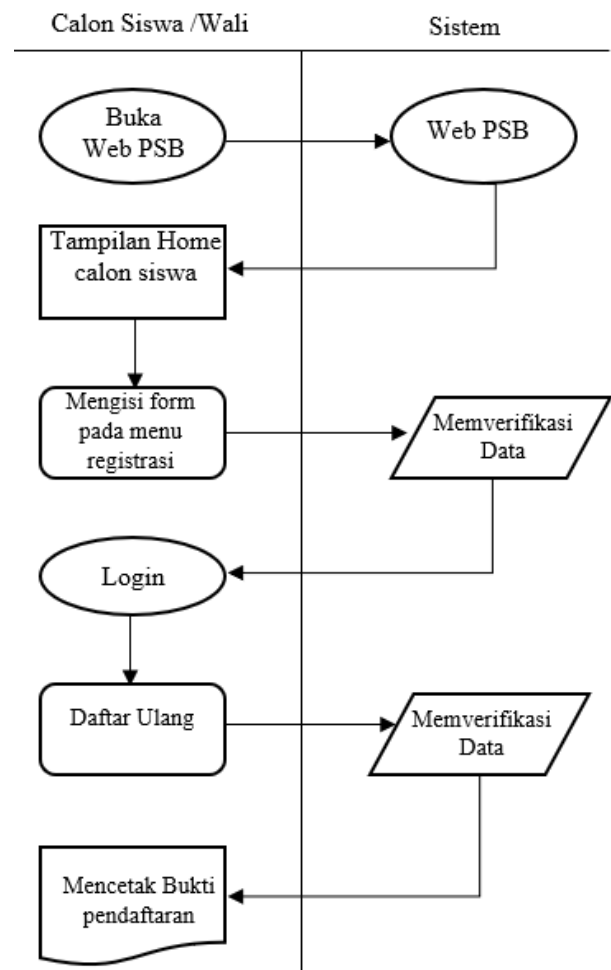 Calon Siswa /Wali
Sistem
Buka
Web PSB
Web PSB
Tampilan Home
calon siswa
Mengisi form
pada menu
registrasi
Memverifikasi
Data
Login
Daftar Ulang
Memverifikasi
Data
Mencetak Bukti
pendaftaran